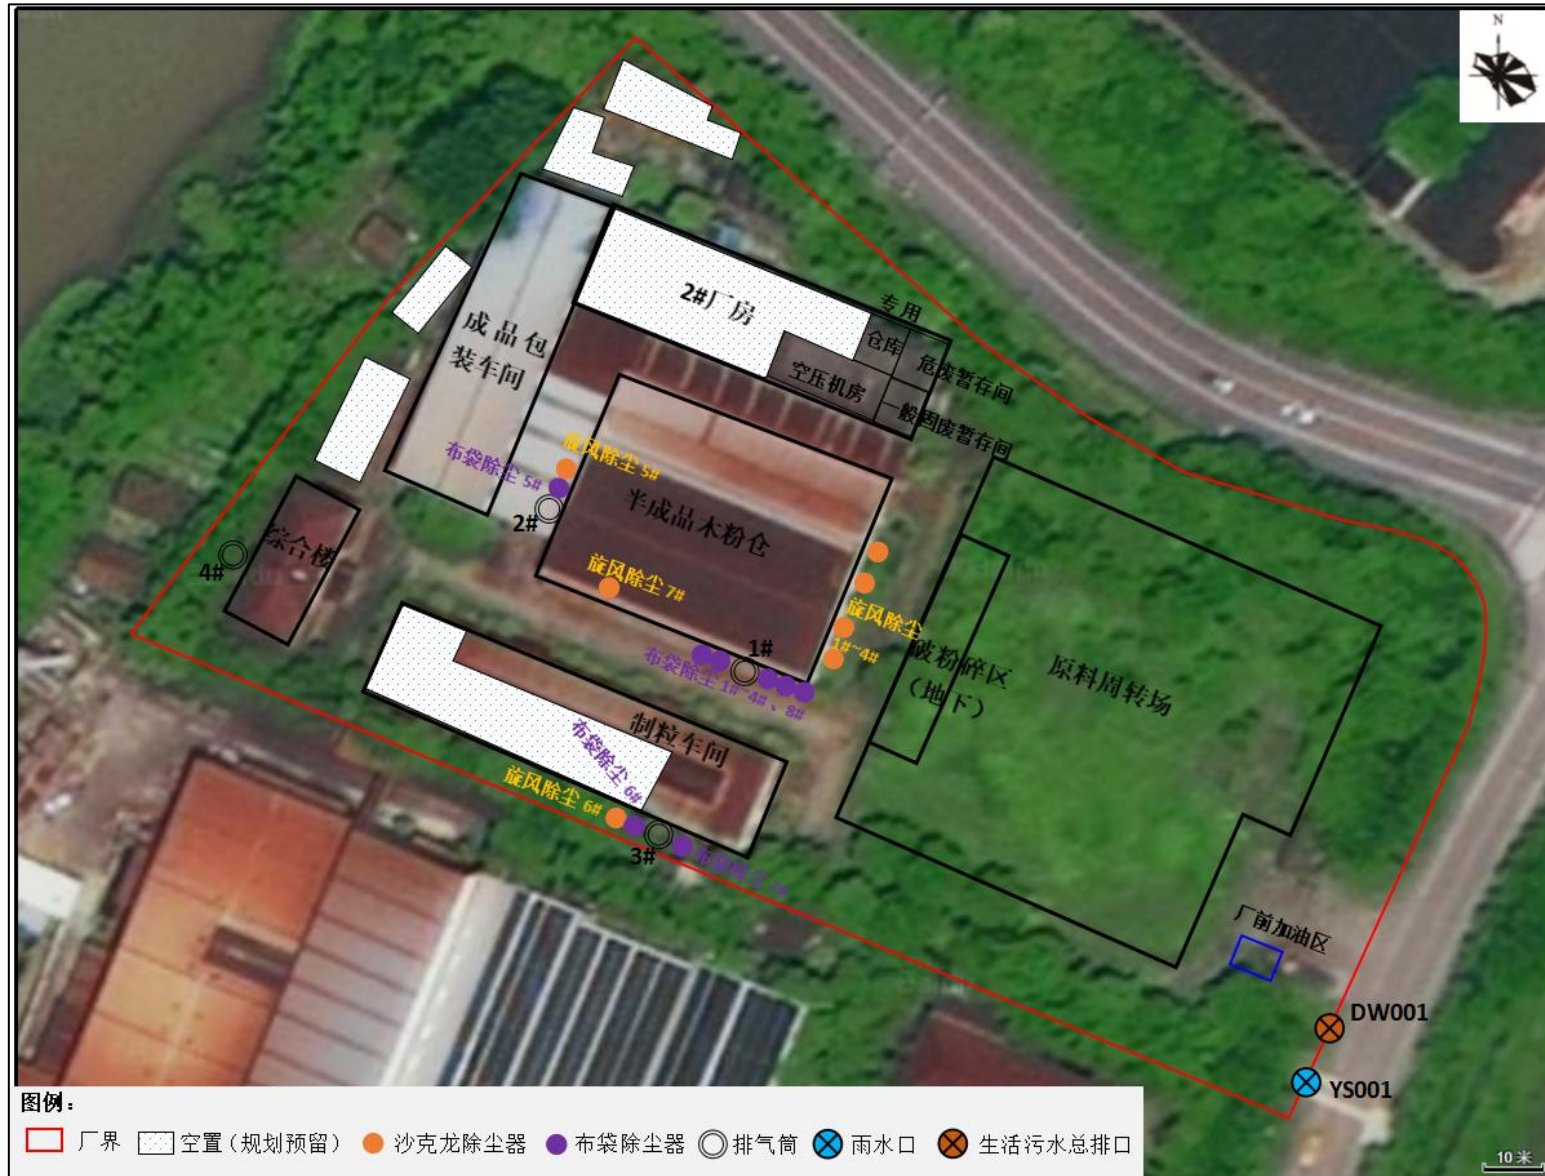 N
2#厂房
专用
仓库
危废暂存间
空压机房
一般固废暂存间
成品包
装车间
旋风除尘 5#
布袋除尘 5#
2#
半成品木粉仓
综合楼
4#
旋风除尘 7#
旋风除尘
1#~4#
1#
布袋除尘 1#~4#、8#
破粉碎区
（地下）
原料周转场
制粒车间
布袋除尘 6#
旋风除尘 6#
3#
厂前加油区
DW001
YS001
图例：
厂界
空置（规划预留）
沙克龙除尘器
布袋除尘器
排气筒
雨水口
生活污水总排口
10 米